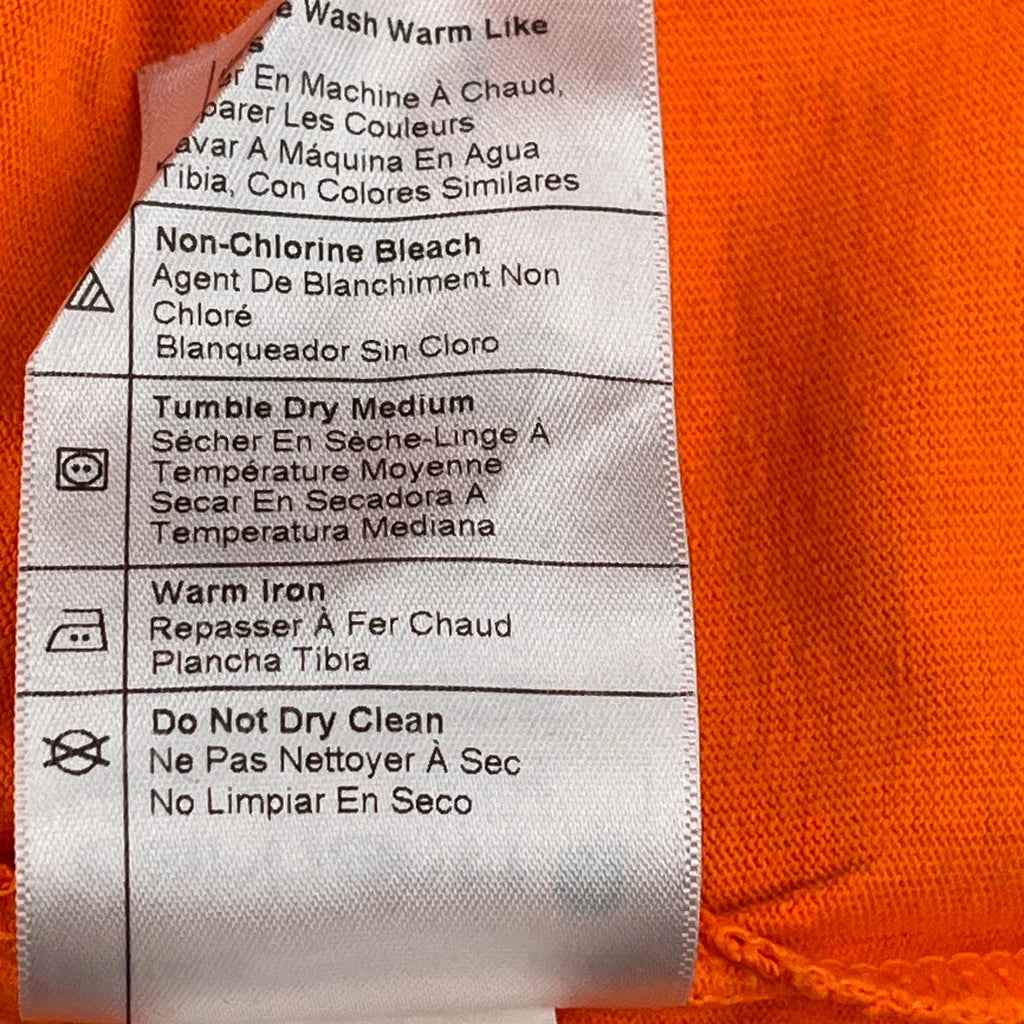 Wash Warm Like
En Machine À Chaud,
Les Couleurs
A Máquina En Agua
Tibia, Con Colores Similares
Non-Chlorine Bleach
Agent De Blanchiment Non
Chloré
Blanqueador Sin Cloro
Tumble Dry Medium
Sécher En Sèche-Linge À
Température Moyenne
Secar En Secadora A
Temperatura Mediana
Warm Iron
Repasser À Fer Chaud
Plancha Tibia
Do Not Dry Clean
Ne Pas Nettoyer À Sec
No Limpiar En Seco